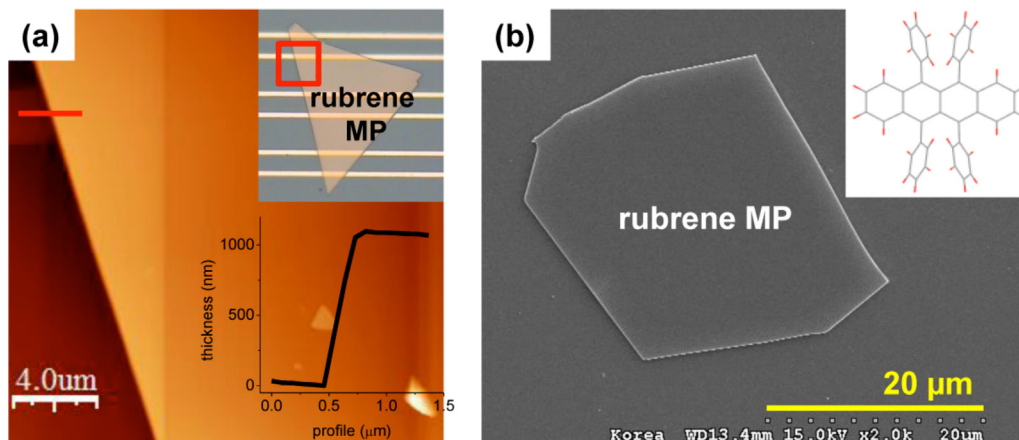 (a)
rubrene
MP
thickness (nm)
1000
500
0
0.0 0.5 1.0 1.5
profile (μm)
4.0um
(b)
rubrene MP
20 μm
Korea WD13.4mm 15.0kV x2.0k 20um